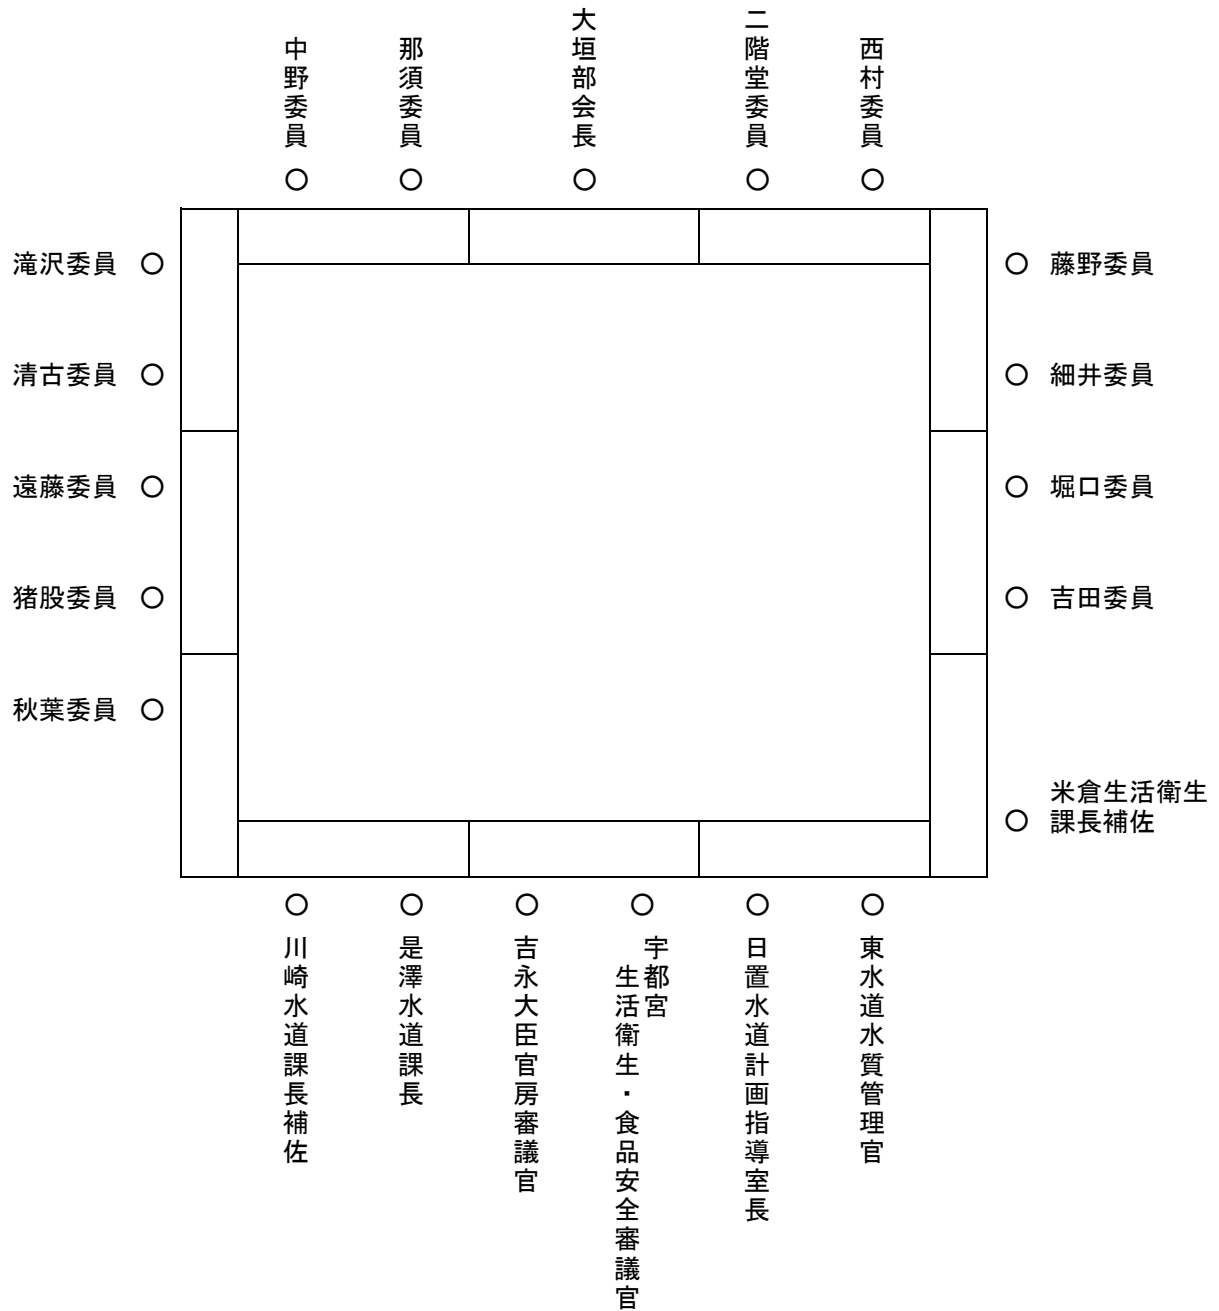 中野委員
那須委員
大垣部会長
二階堂委員
西村委員
滝沢委員
清古委員
遠藤委員
猪股委員
秋葉委員
藤野委員
細井委員
堀口委員
吉田委員
米倉生活衛生
課長補佐
川崎水道課長補佐
是澤水道課長
吉永大臣官房審議官
宇都宮
生活衛生・食品安全審議官
日置水道計画指導室長
東水道水質管理官